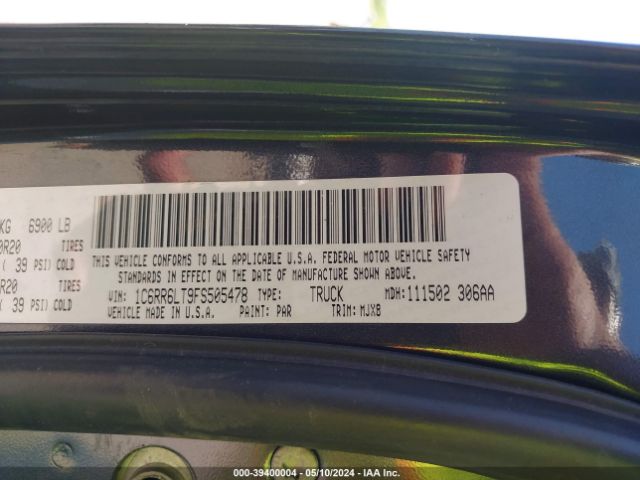 KG 6900 LB
0R20 TIRES
( 39 PSI) COLD
R20 TIRES
( 39 PSI) COLD
THIS VEHICLE CONFORMS TO ALL APPLICABLE U.S.A. FEDERAL MOTOR VEHICLE SAFETY
STANDARDS IN EFFECT ON THE DATE OF MANUFACTURE SHOWN ABOVE.
VIN: 1C6RR6LT9FS505478 TYPE: TRUCK MDH: 111502 306AA
VEHICLE MADE IN U.S.A. PAINT: PAR TRIM: MJXB
000-39400004 - 05/10/2024 - IAA Inc.